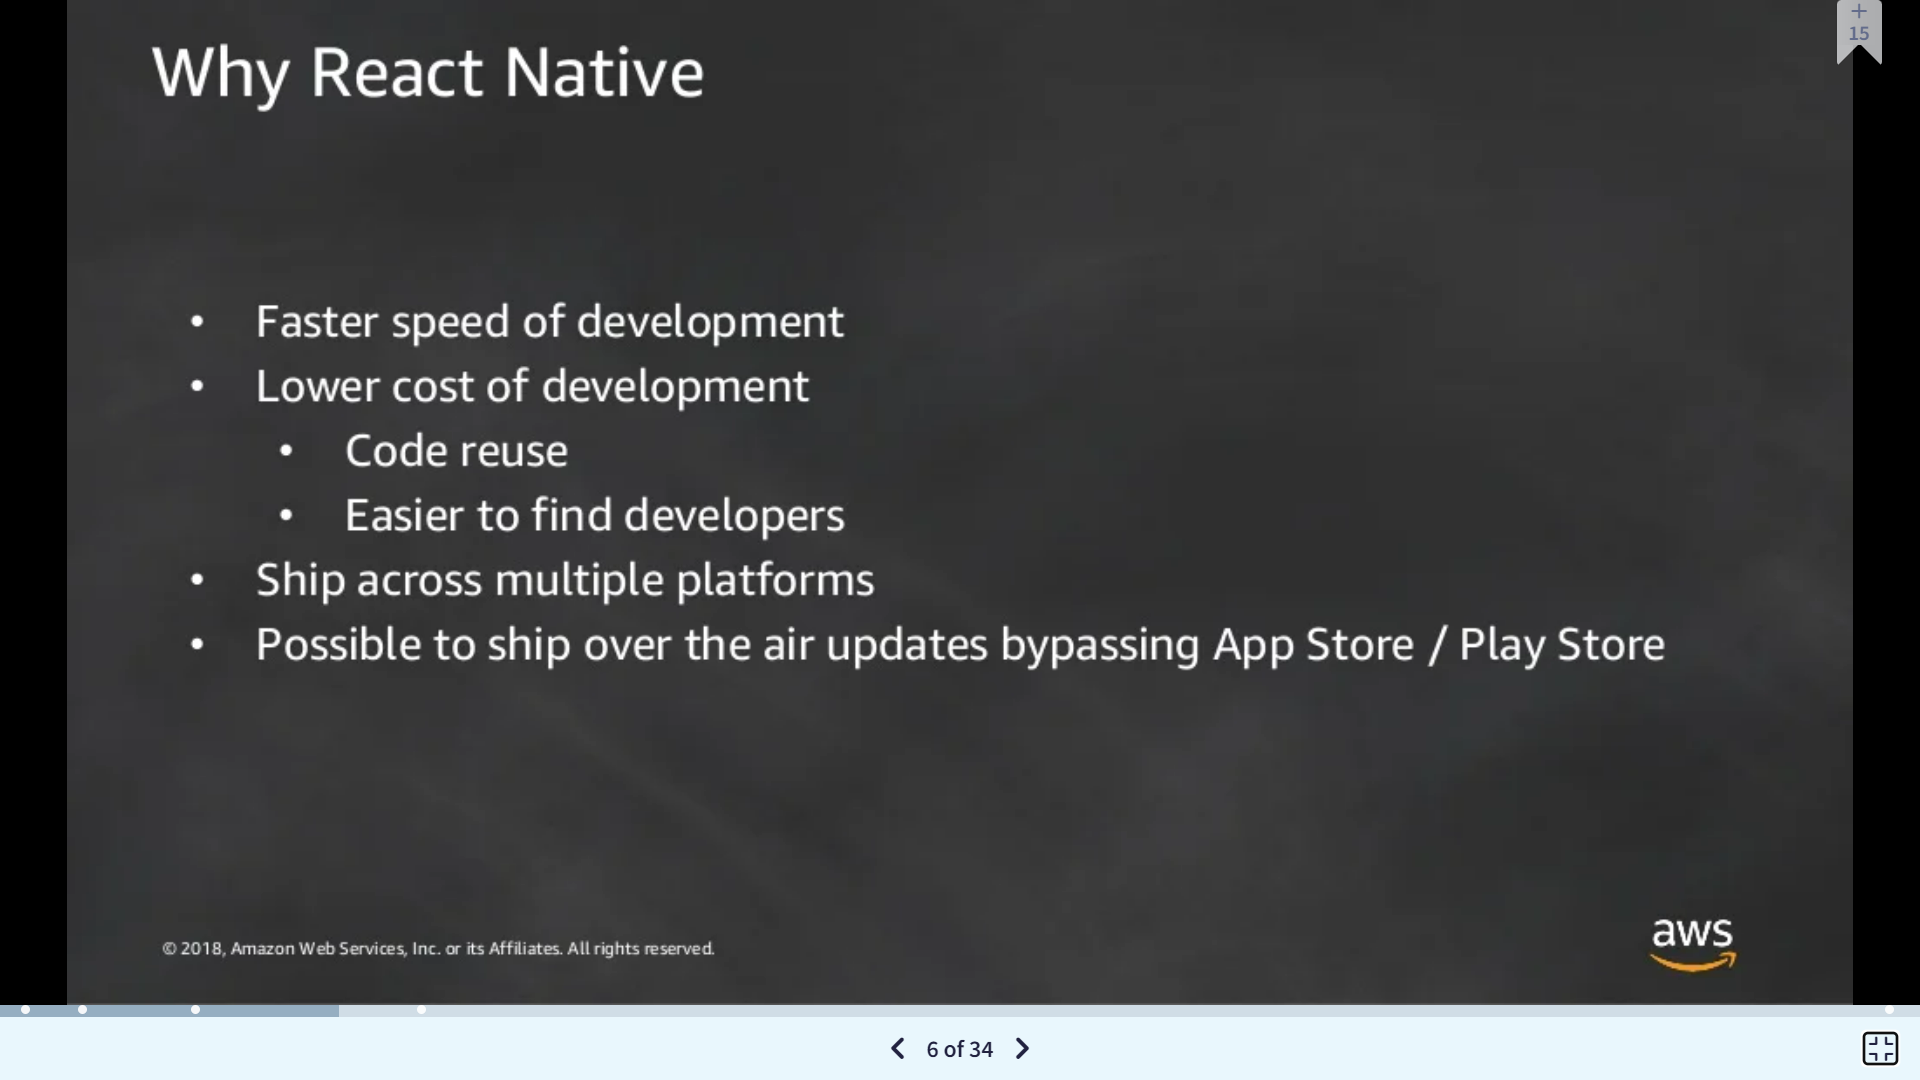 +
15
Why React Native
• Faster speed of development
• Lower cost of development
• Code reuse
• Easier to find developers
• Ship across multiple platforms
• Possible to ship over the air updates bypassing App Store / Play Store
© 2018, Amazon Web Services, Inc. or its Affiliates. All rights reserved.
aws
6 of 34